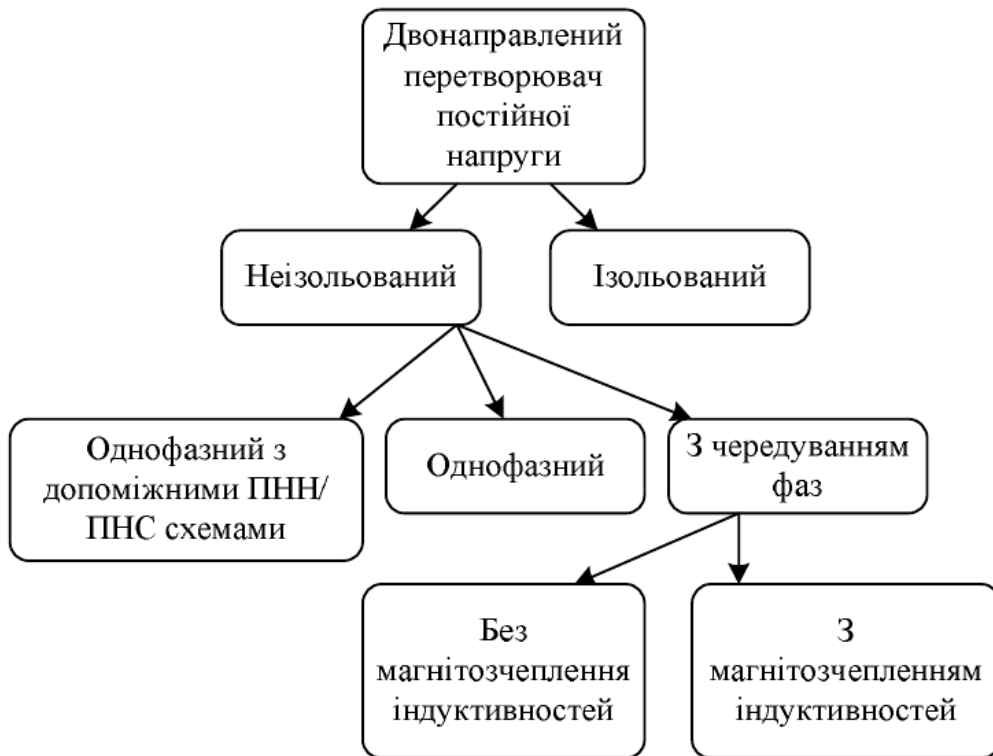 Двонаправлений
перетворювач
постійної
напруги
Неізольований
Ізольований
Однофазний з
допоміжними ПНН/
ПНС схемами
Однофазний
З чередуванням
фаз
Без
магнітозчеплення
індуктивностей
З
магнітозчепленням
індуктивностей